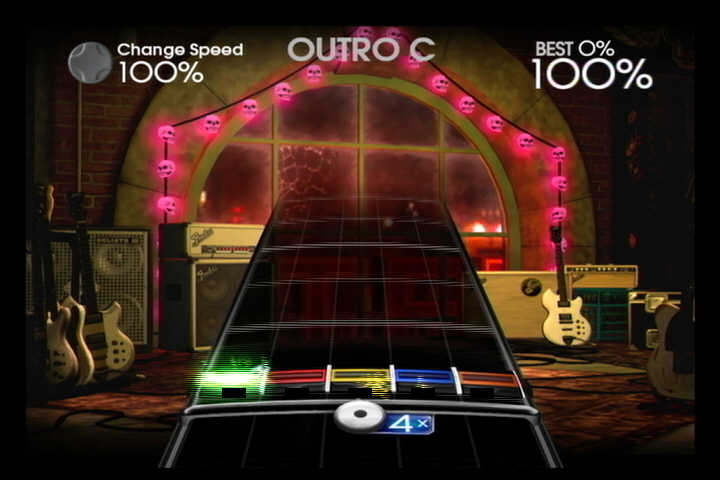 Change Speed
100%
OUTRO C
BEST 0%
100%
4x